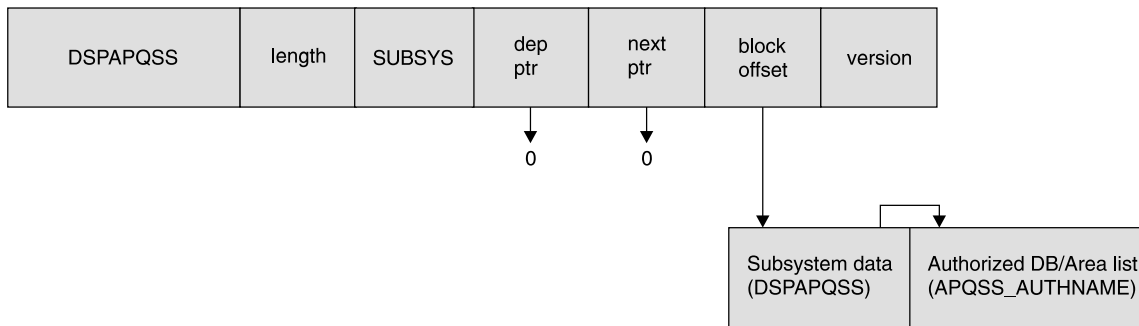 DSPAPQSS
length
SUBSYS
dep
ptr
next
ptr
block
offset
version
0
0
Subsystem data
(DSPAPQSS)
Authorized DB/Area list
(APQSS_AUTHNAME)